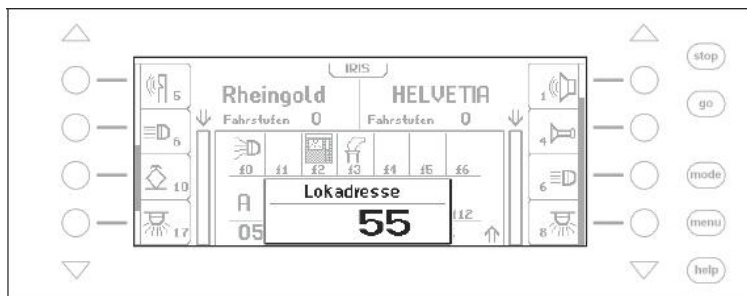 IRIS
Rheingold
HELVETIA
Fahrstufen 0
Fahrstufen 0
5
6
10
17
1
4
6
8
f0 f1 f2 f3 f4 f5 f6
A
05
f12
Lokadresse
55
stop
go
mode
menu
help